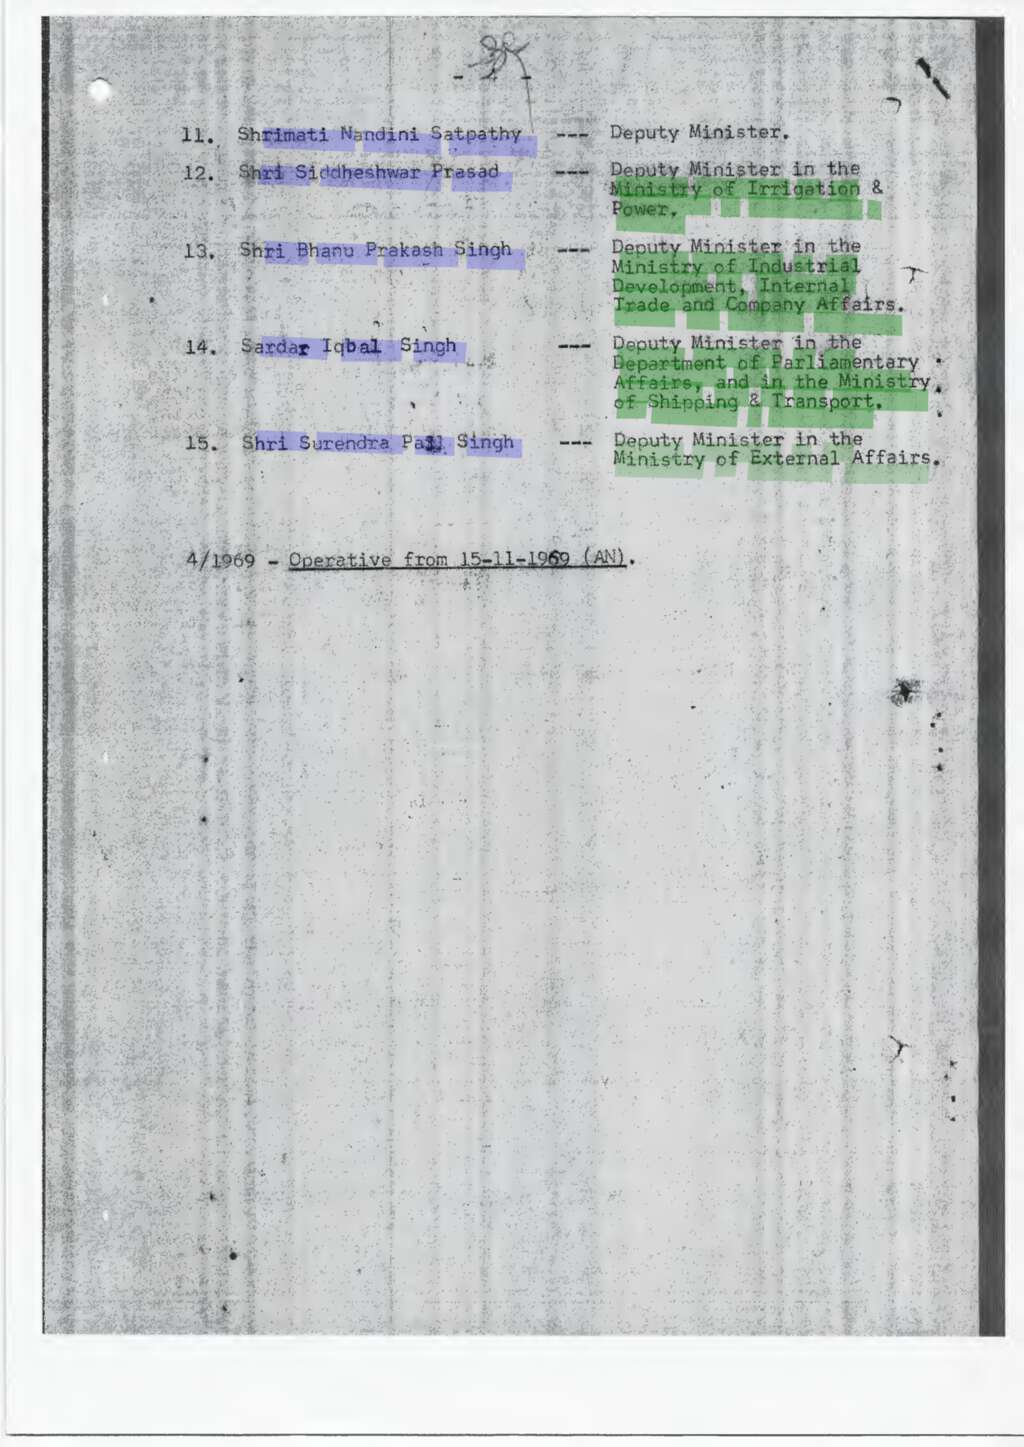 11. Shrimati Nandini Satpathy --- Deputy Minister.
12. Shri Siddheshwar Prasad --- Deputy Minister in the
Ministry of Irrigation &
Power.
13. Shri Bhanu Prakash Singh --- Deputy Minister in the
Ministry of Industrial
Development, Internal
Trade and Company Affairs.
14. Sardar Iqbal Singh --- Deputy Minister in the
Department of Parliamentary
Affairs, and in the Ministry
of Shipping & Transport.
15. Shri Surendra Pall Singh --- Deputy Minister in the
Ministry of External Affairs.
4/1969 - Operative from 15-11-1969 (AN).